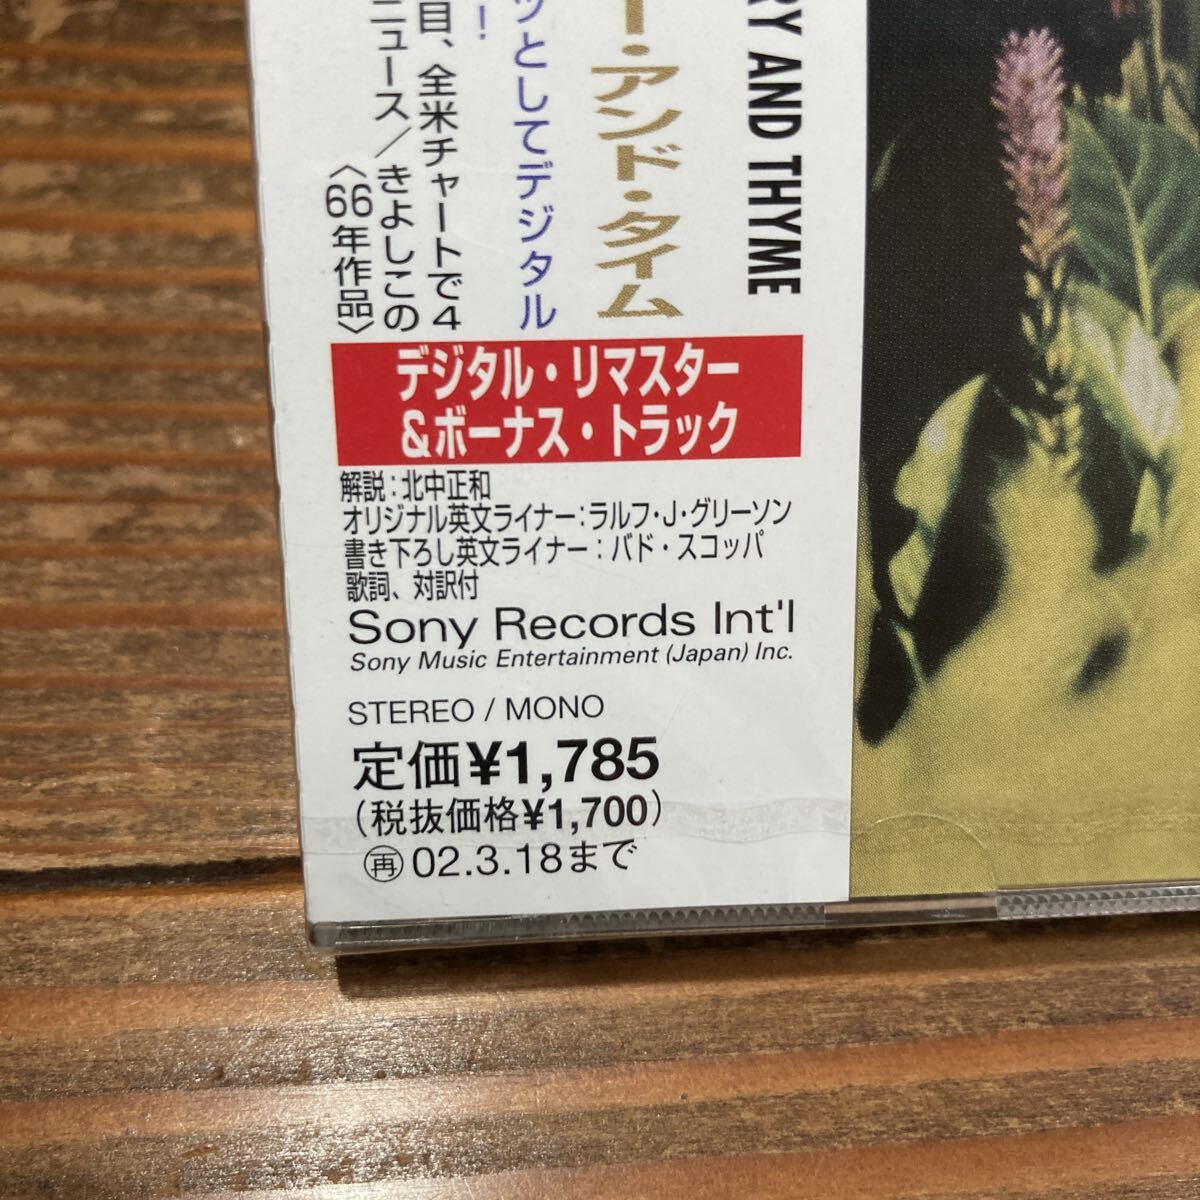 RY AND THYME
ー・アンド・タイム
ッとしてデジタル
！
目、全米チャートで4
ニュース／きよしこの
〈66年作品〉
デジタル・リマスター
&ボーナス・トラック
解説：北中正和
オリジナル英文ライナー：ラルフ・J・グリーソン
書き下ろし英文ライナー：バド・スコッパ
歌詞、対訳付
Sony Records Int'l
Sony Music Entertainment (Japan) Inc.
STEREO / MONO
定価¥1,785
(税抜価格¥1,700)
㊞02.3.18まで